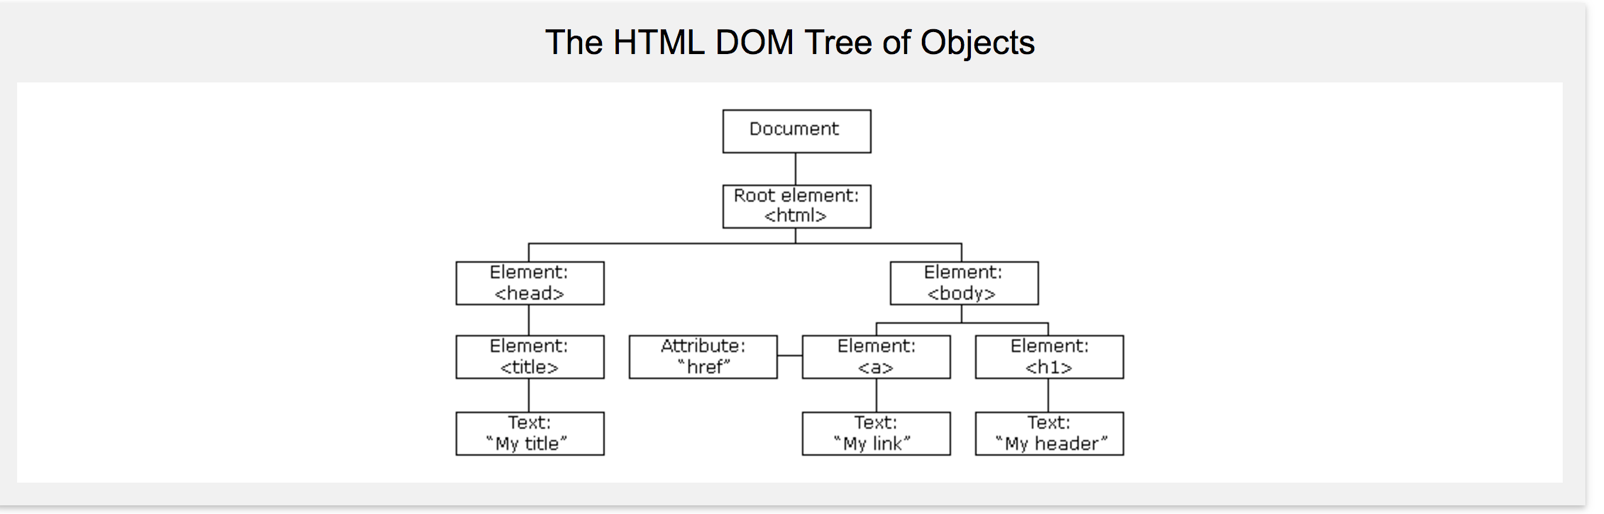 The HTML DOM Tree of Objects
Document
Root element:
<html>
Element:
<head>
Element:
<body>
Element:
<title>
Attribute:
“href”
Element:
<a>
Element:
<h1>
Text:
“My title”
Text:
“My link”
Text:
“My header”